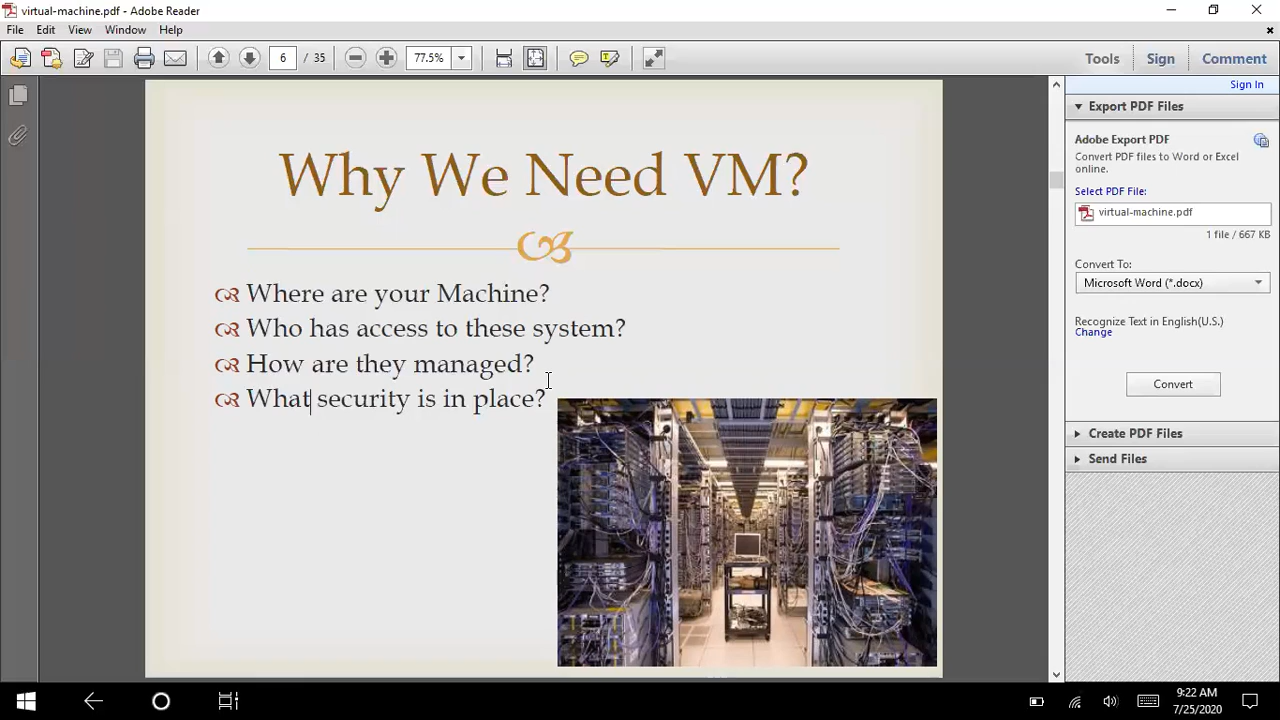 virtual-machine.pdf - Adobe Reader
File Edit View Window Help
6 / 35 77.5% Tools Sign Comment
Sign In
Export PDF Files
Adobe Export PDF
Convert PDF files to Word or Excel
online.
Select PDF File:
virtual-machine.pdf
1 file / 667 KB
Convert To:
Microsoft Word (*.docx)
Recognize Text in English(U.S.)
Change
Convert
Create PDF Files
Send Files
Why We Need VM?
Where are your Machine?
Who has access to these system?
How are they managed?
What security is in place?
9:22 AM
7/25/2020